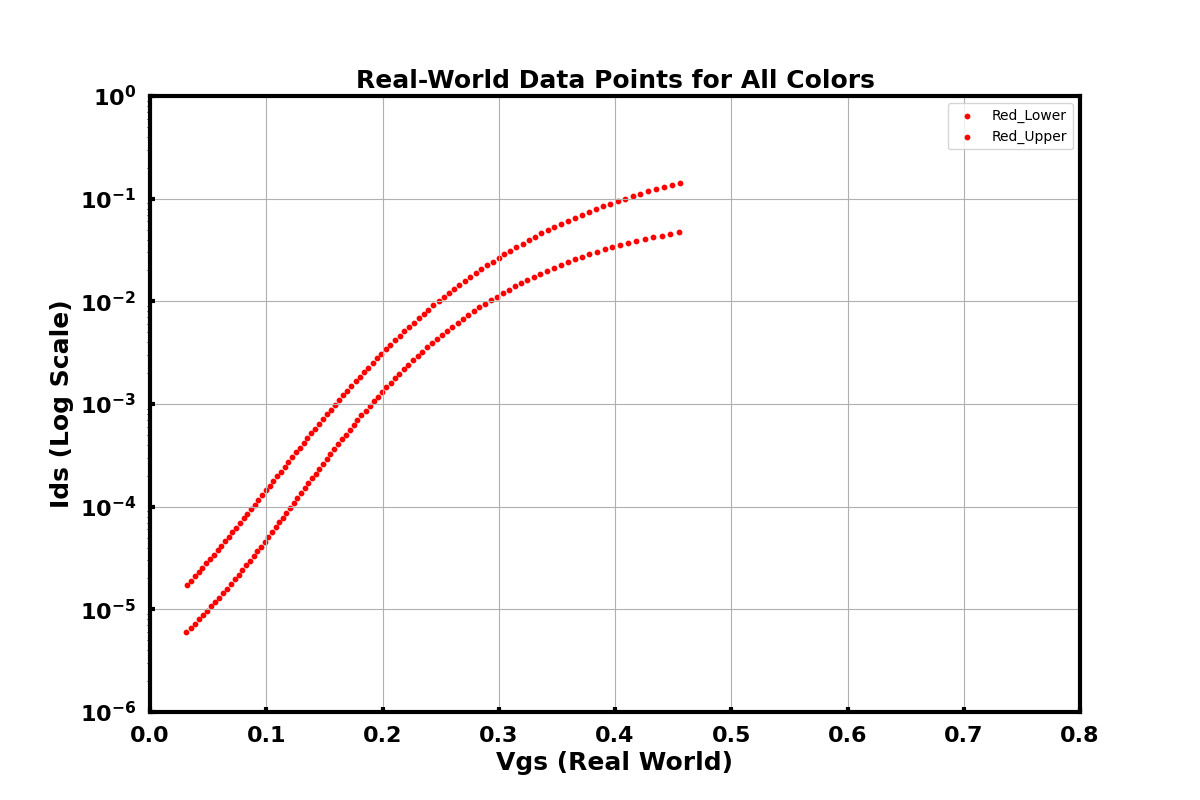 Real-World Data Points for All Colors
Red_Lower
Red_Upper
Ids (Log Scale)
10⁰
10⁻¹
10⁻²
10⁻³
10⁻⁴
10⁻⁵
10⁻⁶
0.0 0.1 0.2 0.3 0.4 0.5 0.6 0.7 0.8
Vgs (Real World)